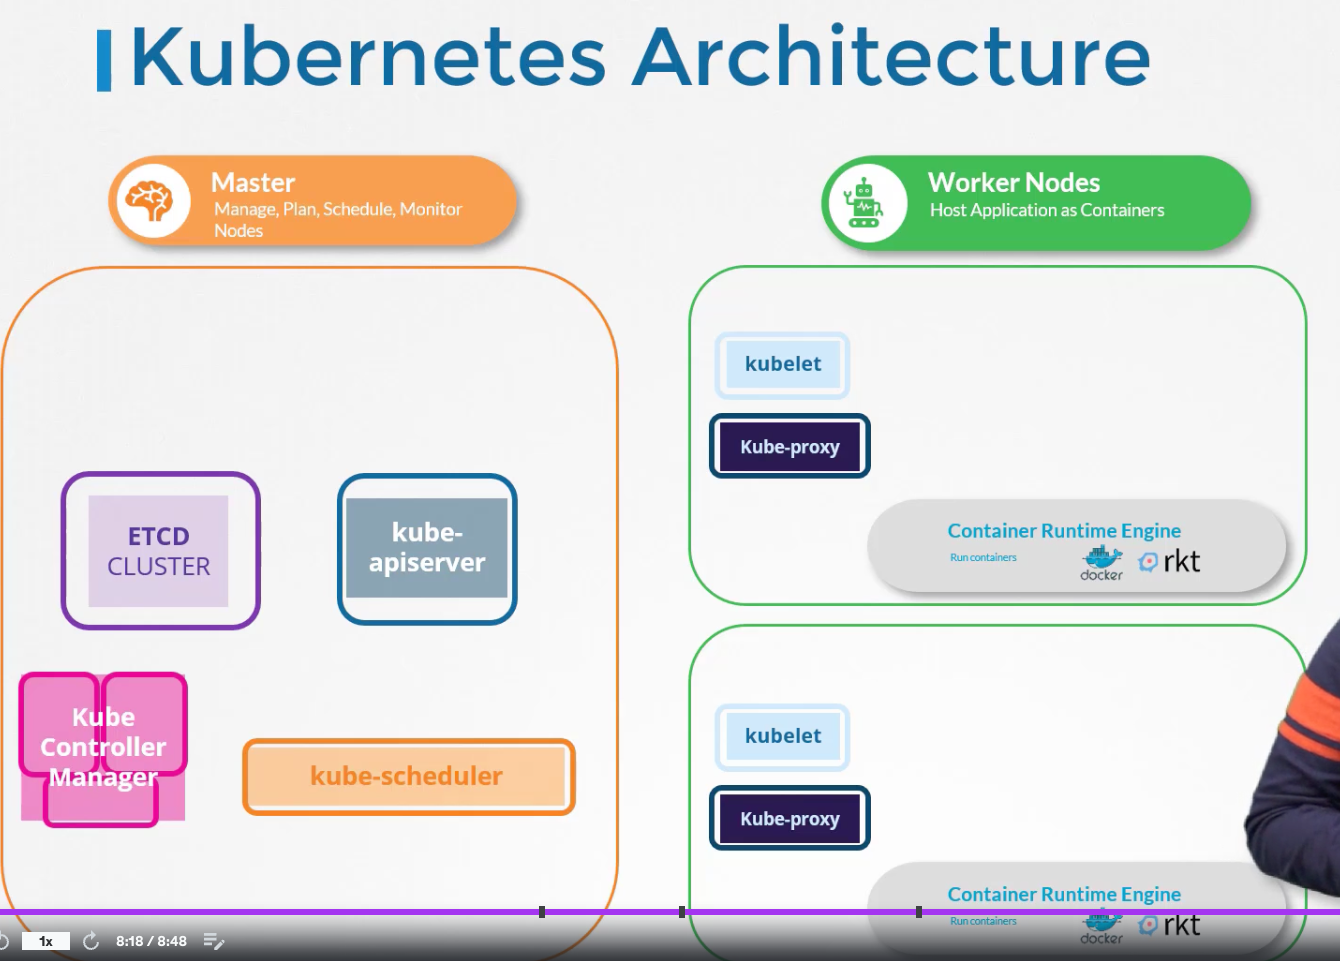 Kubernetes Architecture
Master
Manage, Plan, Schedule, Monitor
Nodes
Worker Nodes
Host Application as Containers
ETCD
CLUSTER
kube-
apiserver
Kube
Controller
Manager
kube-scheduler
kubelet
Kube-proxy
Container Runtime Engine
Run containers
docker
rkt
kubelet
Kube-proxy
Container Runtime Engine
Run containers
docker
rkt
1x
8:18 / 8:48